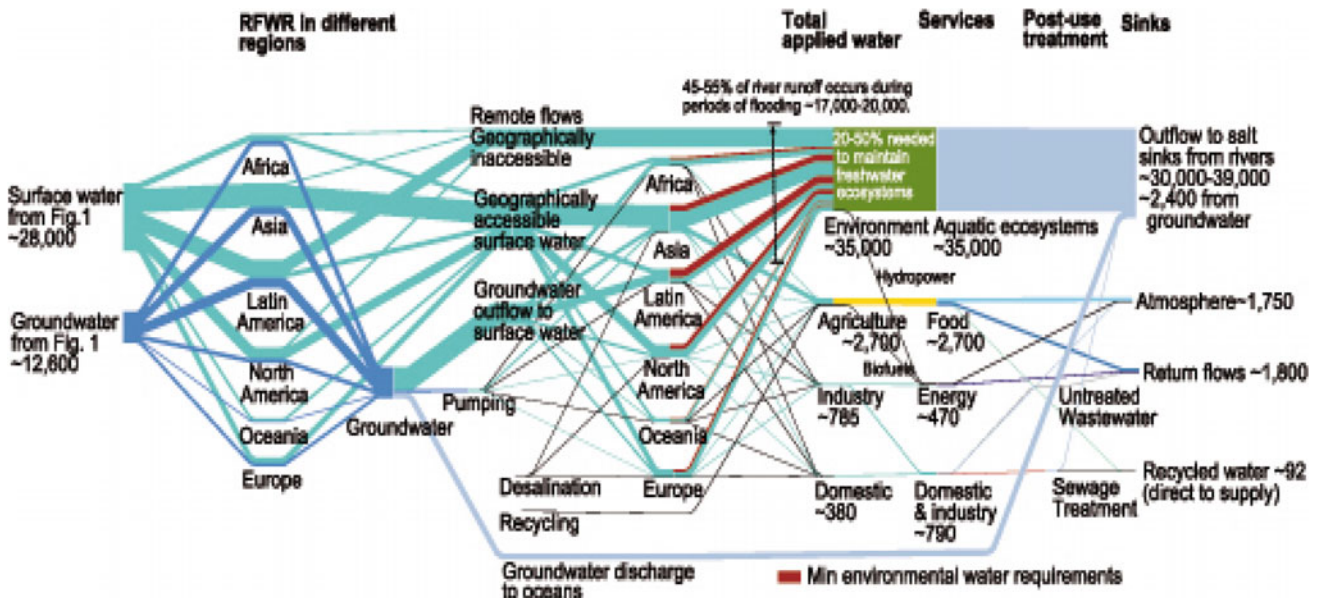 RFWR in different
regions
Total
applied water
Services
Post-use
treatment
Sinks
45-55% of river runoff occurs during
periods of flooding ~17,000-20,000.
Surface water
from Fig.1
~28,000
Groundwater
from Fig. 1
~12,600
Africa
Asia
Latin
America
North
America
Oceania
Europe
Groundwater
Remote flows
Geographically
inaccessible
Geographically
accessible
surface water
Groundwater
outflow to
surface water
Pumping
Desalination
Recycling
Groundwater discharge
to oceans
Africa
Asia
Latin
America
North
America
Oceania
Europe
20-50% needed
to maintain
freshwater
ecosystems
Environment
~35,000
Aquatic ecosystems
~35,000
Hydropower
Agriculture
~2,700
Food
~2,700
Biofuels
Industry
~785
Energy
~470
Domestic
~380
Domestic
& industry
~790
Untreated
Wastewater
Sewage
Treatment
Outflow to salt
sinks from rivers
~30,000-39,000
~2,400 from
groundwater
Atmosphere~1,750
Return flows ~1,800
Recycled water ~92
(direct to supply)
Min environmental water requirements